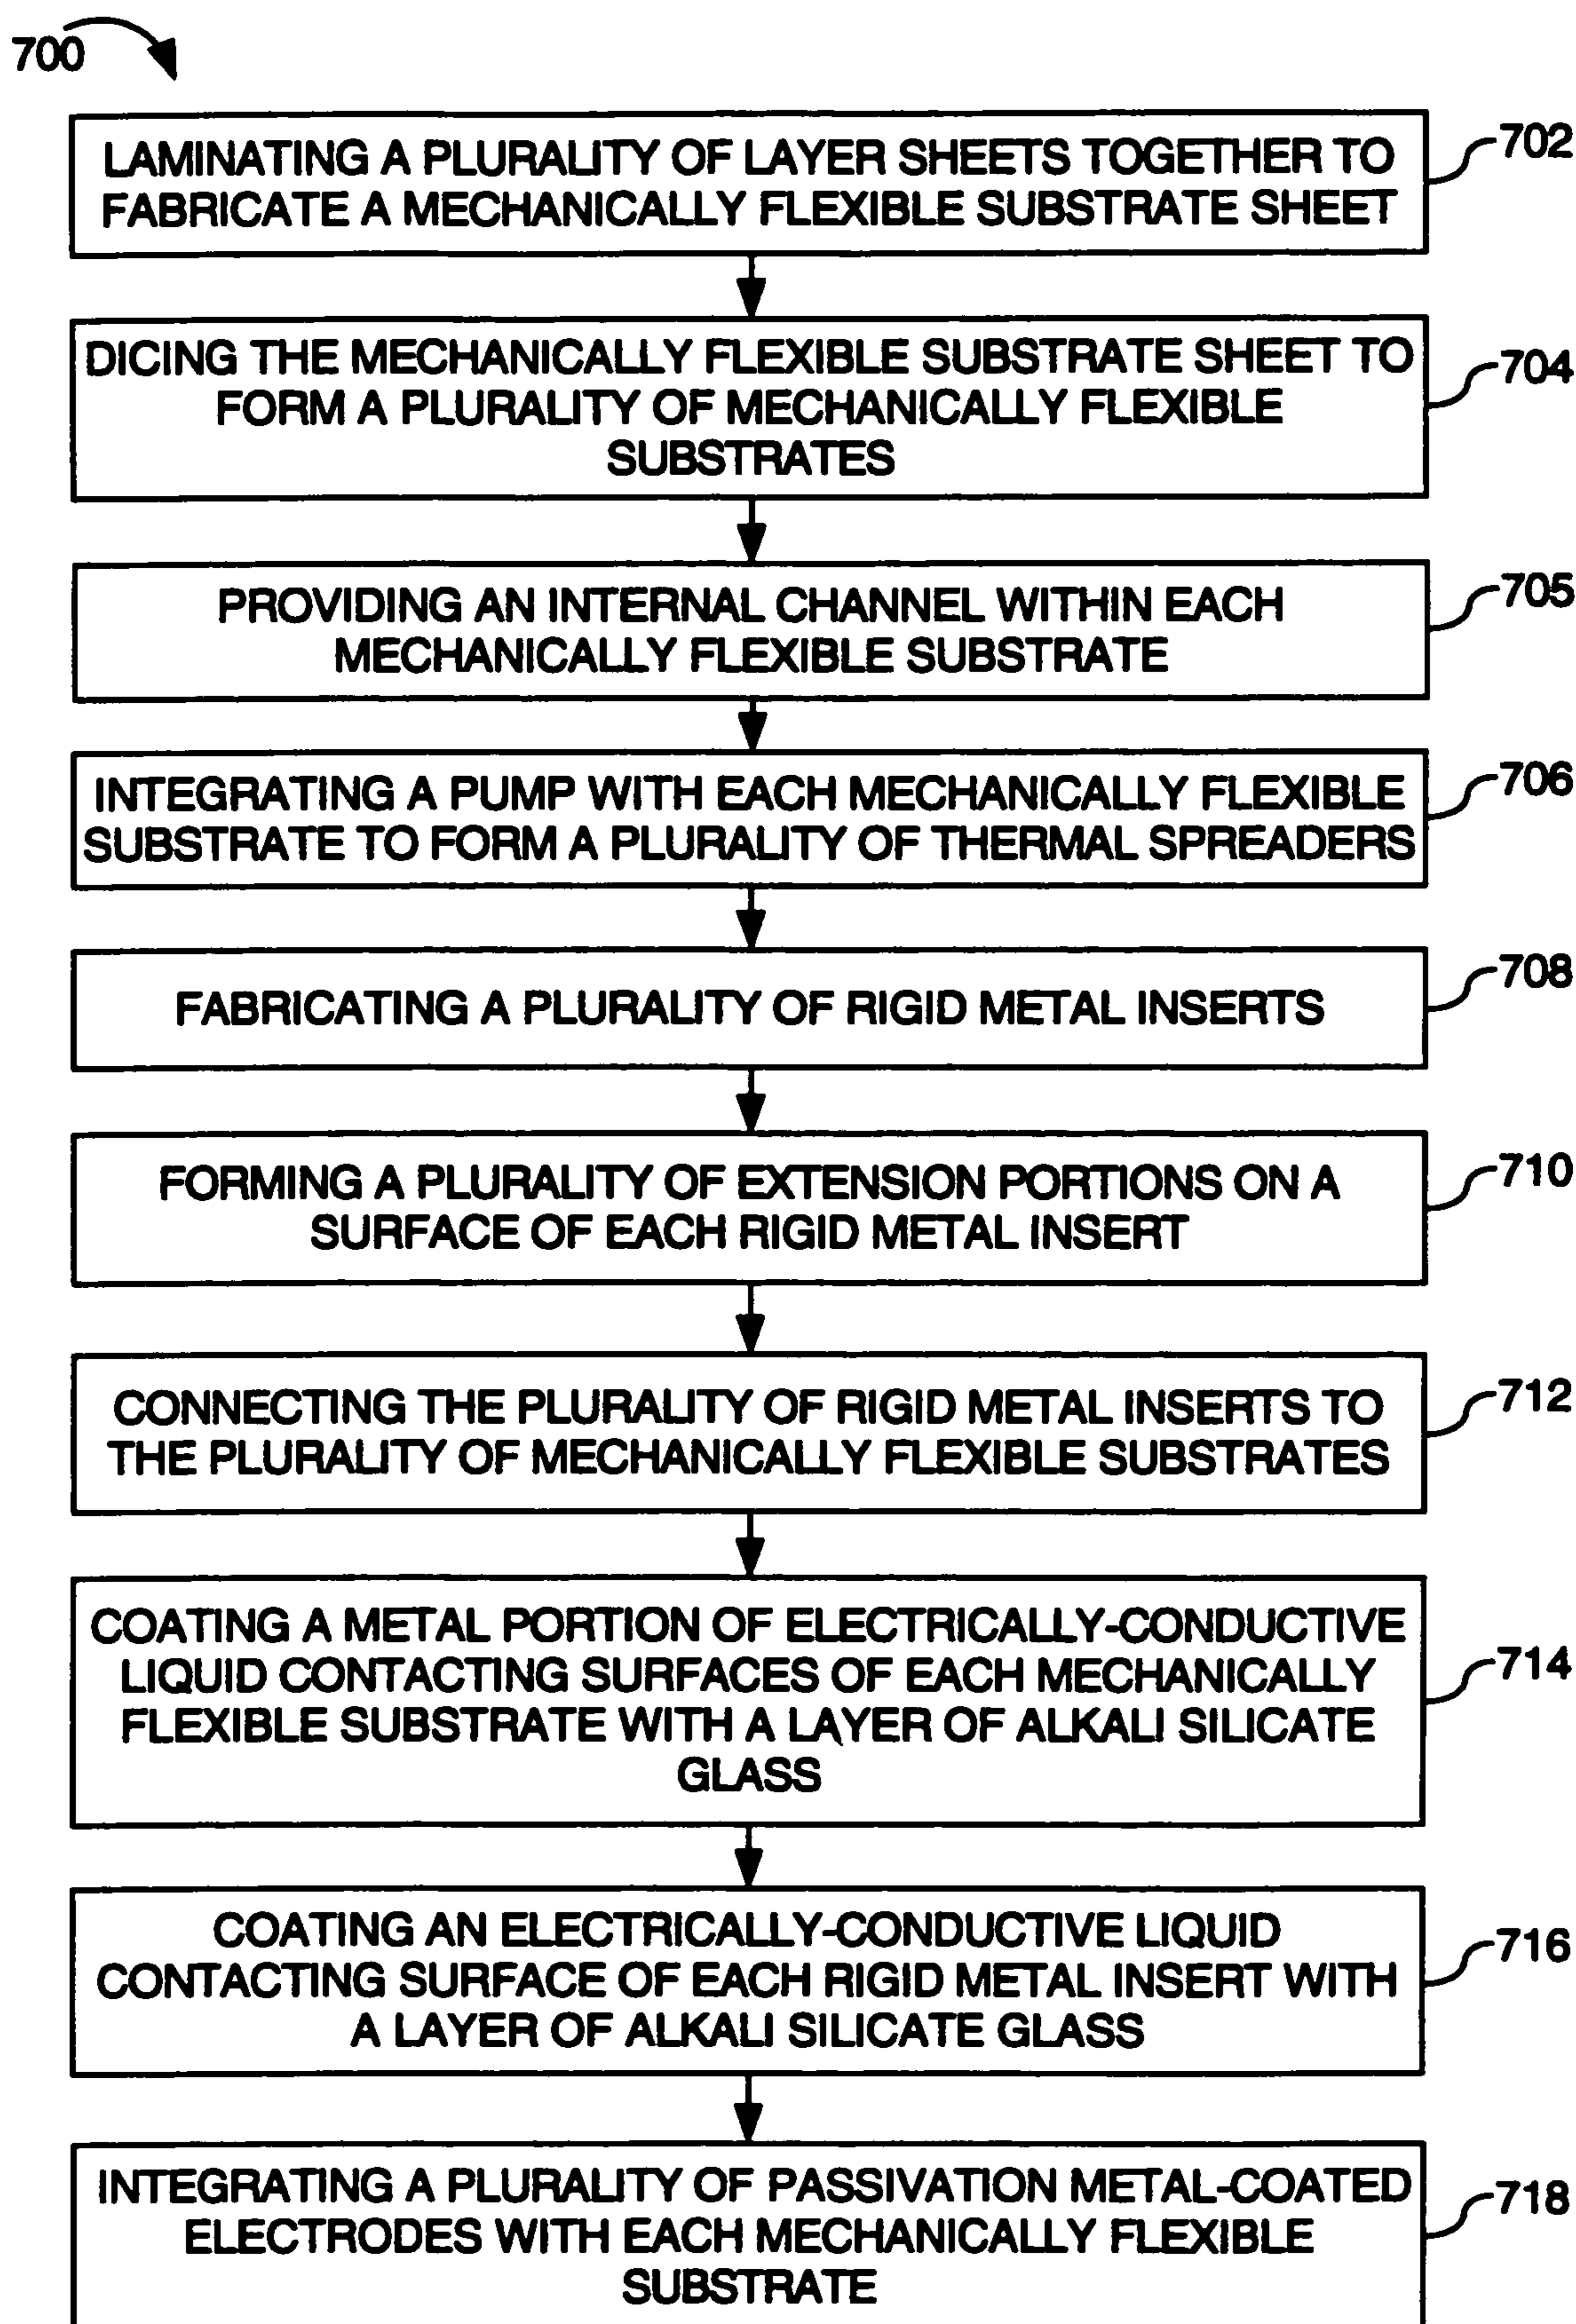 700
LAMINATING A PLURALITY OF LAYER SHEETS TOGETHER TO
FABRICATE A MECHANICALLY FLEXIBLE SUBSTRATE SHEET
702
DICING THE MECHANICALLY FLEXIBLE SUBSTRATE SHEET TO
FORM A PLURALITY OF MECHANICALLY FLEXIBLE
SUBSTRATES
704
PROVIDING AN INTERNAL CHANNEL WITHIN EACH
MECHANICALLY FLEXIBLE SUBSTRATE
705
INTEGRATING A PUMP WITH EACH MECHANICALLY FLEXIBLE
SUBSTRATE TO FORM A PLURALITY OF THERMAL SPREADERS
706
FABRICATING A PLURALITY OF RIGID METAL INSERTS
708
FORMING A PLURALITY OF EXTENSION PORTIONS ON A
SURFACE OF EACH RIGID METAL INSERT
710
CONNECTING THE PLURALITY OF RIGID METAL INSERTS TO
THE PLURALITY OF MECHANICALLY FLEXIBLE SUBSTRATES
712
COATING A METAL PORTION OF ELECTRICALLY-CONDUCTIVE
LIQUID CONTACTING SURFACES OF EACH MECHANICALLY
FLEXIBLE SUBSTRATE WITH A LAYER OF ALKALI SILICATE
GLASS
714
COATING AN ELECTRICALLY-CONDUCTIVE LIQUID
CONTACTING SURFACE OF EACH RIGID METAL INSERT WITH
A LAYER OF ALKALI SILICATE GLASS
716
INTEGRATING A PLURALITY OF PASSIVATION METAL-COATED
ELECTRODES WITH EACH MECHANICALLY FLEXIBLE
SUBSTRATE
718